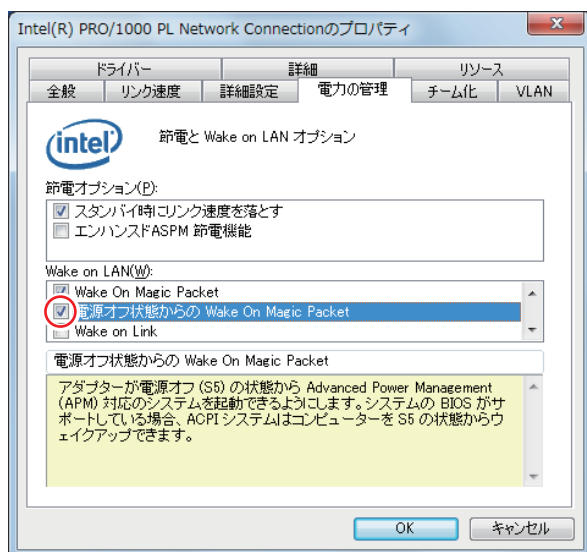 Intel(R) PRO/1000 PL Network Connectionのプロパティ
ドライバー 詳細 リソース
全般 リンク速度 詳細設定 電力の管理 チーム化 VLAN
intel
節電と Wake on LAN オプション
節電オプション(P):
スタンバイ時にリンク速度を落とす
エンハンスドASPM 節電機能
Wake on LAN(W):
Wake On Magic Packet
電源オフ状態からの Wake On Magic Packet
Wake on Link
電源オフ状態からの Wake On Magic Packet
アダプターが電源オフ (S5) の状態から Advanced Power Management
(APM) 対応のシステムを起動できるようにします。システムの BIOS がサ
ポートしている場合、ACPI システムはコンピューターを S5 の状態からウ
ェイクアップできます。
OK キャンセル